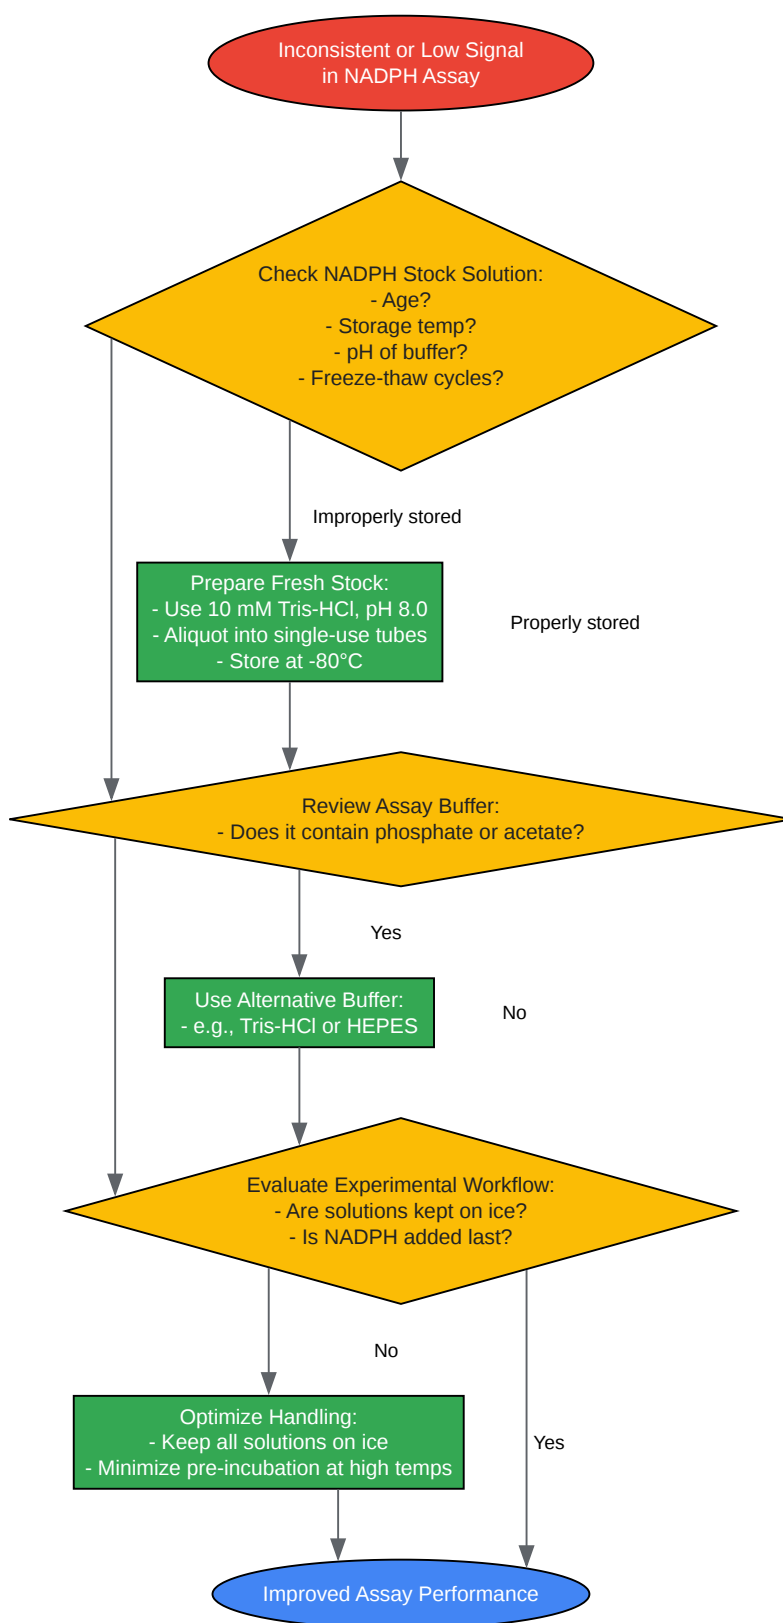 Inconsistent or Low Signal
in NADPH Assay
Check NADPH Stock Solution:
- Age?
- Storage temp?
- pH of buffer?
- Freeze-thaw cycles?
Improperly stored
Prepare Fresh Stock:
- Use 10 mM Tris-HCl, pH 8.0
- Aliquot into single-use tubes
- Store at -80°C
Properly stored
Review Assay Buffer:
- Does it contain phosphate or acetate?
Yes
Use Alternative Buffer:
- e.g., Tris-HCl or HEPES
No
Evaluate Experimental Workflow:
- Are solutions kept on ice?
- Is NADPH added last?
No
Optimize Handling:
- Keep all solutions on ice
- Minimize pre-incubation at high temps
Yes
Improved Assay Performance